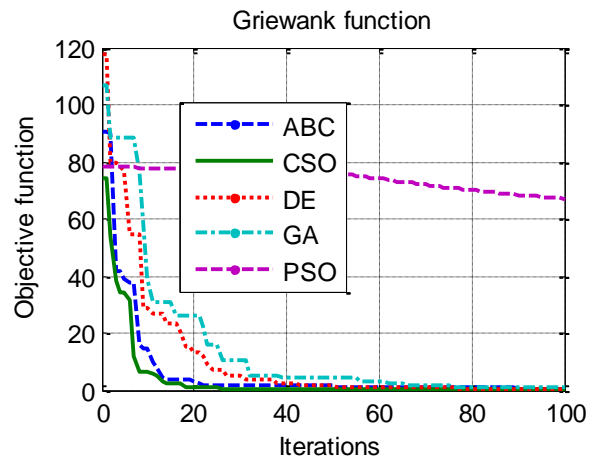 Griewank function
Objective function
120
100
80
60
40
20
0
ABC
CSO
DE
GA
PSO
0 20 40 60 80 100
Iterations